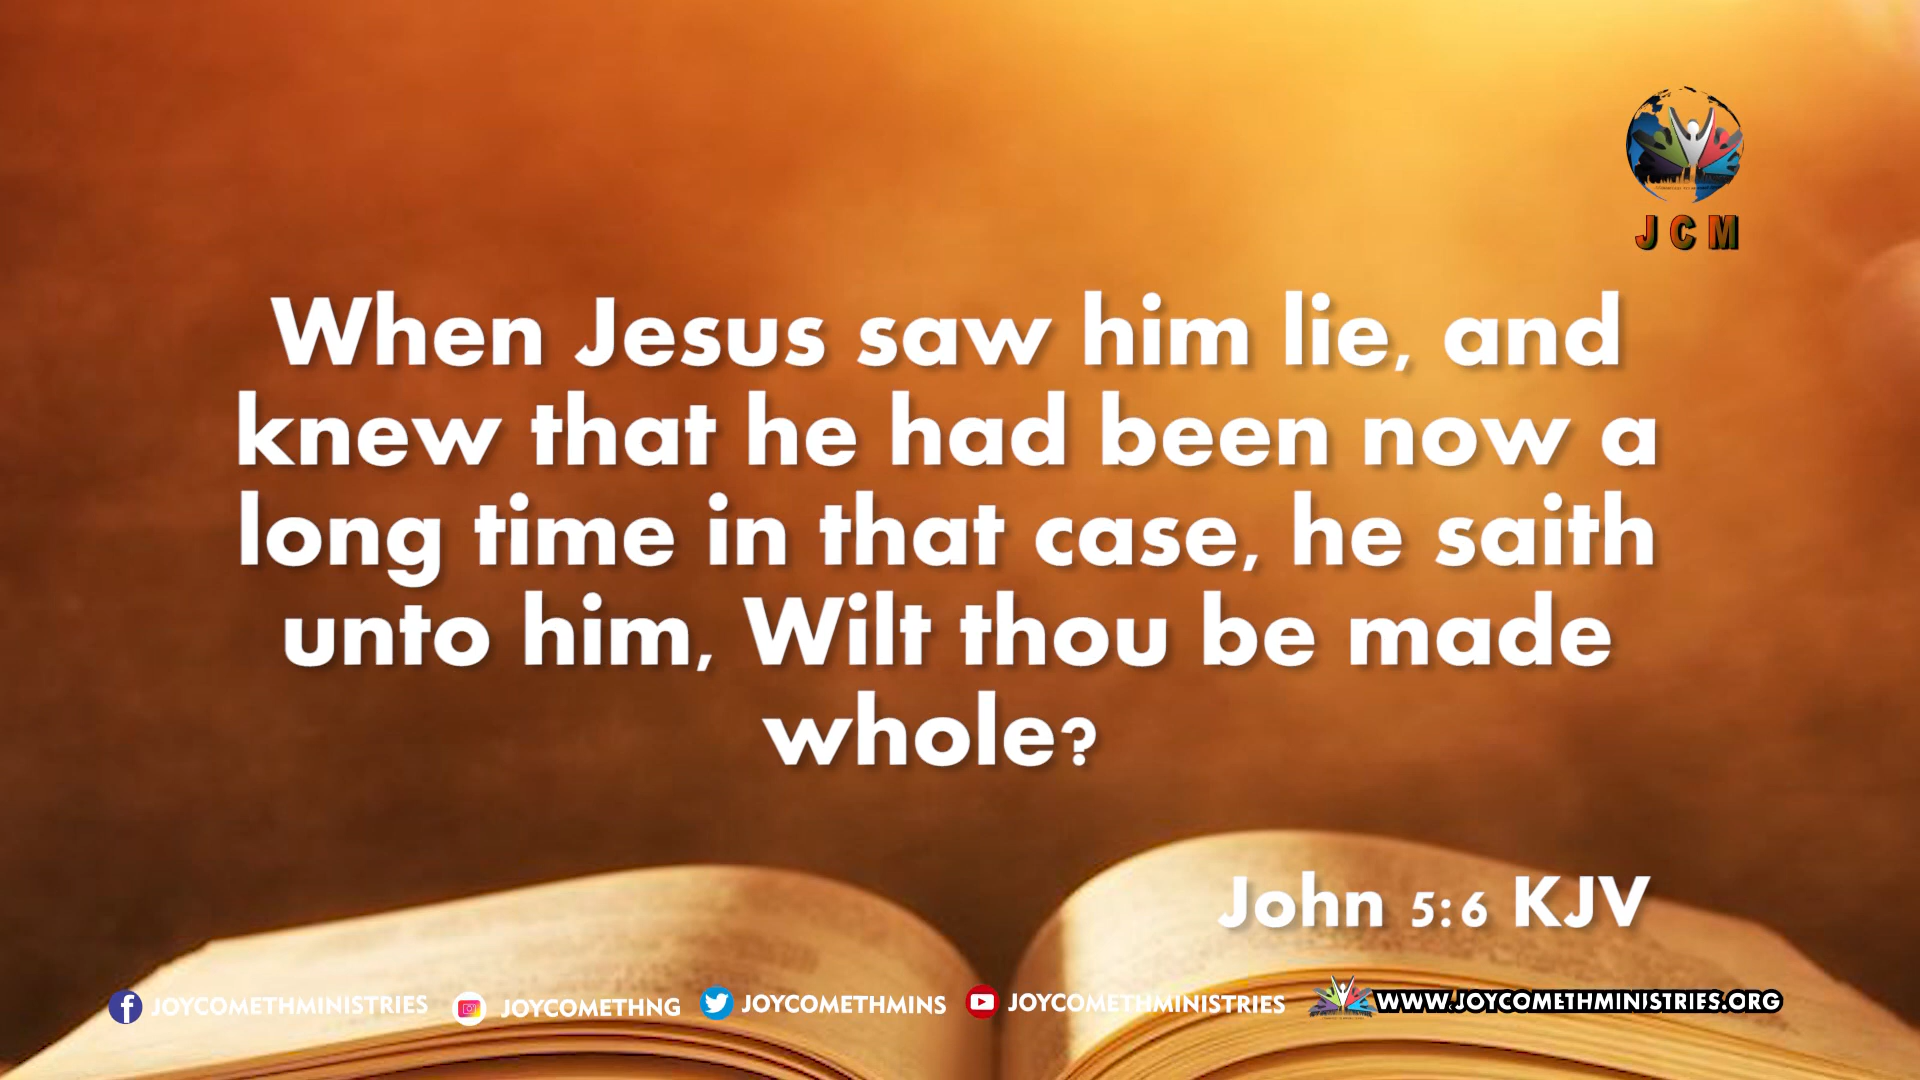 J C M
When Jesus saw him lie, and
knew that he had been now a
long time in that case, he saith
unto him, Wilt thou be made
whole?
John 5:6 KJV
JOYCOMETHMINISTRIES JOYCOMETHNG JOYCOMETHMINS JOYCOMETHMINISTRIES WWW.JOYCOMETHMINISTRIES.ORG